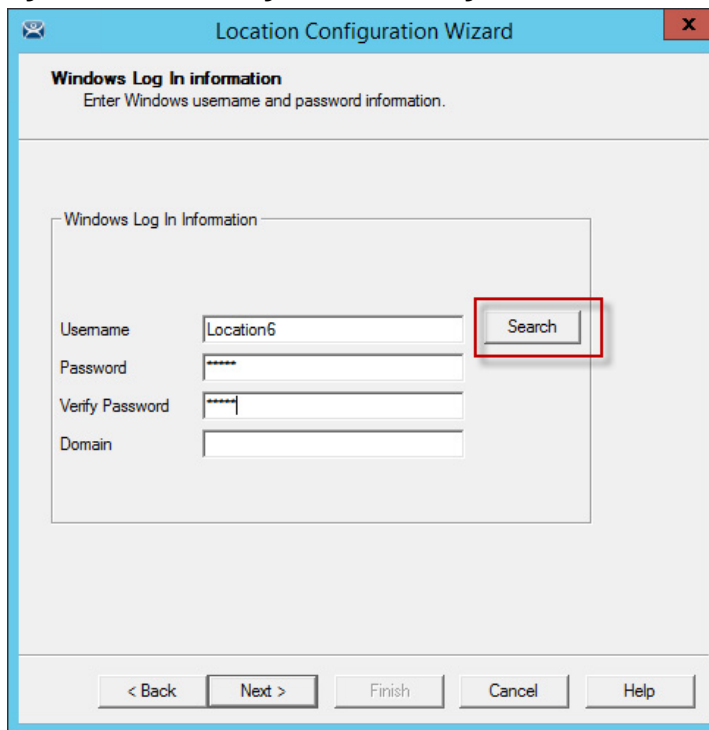 Location Configuration Wizard
x
Windows Log In information
Enter Windows username and password information.
Windows Log In Information
Username Location6 Search
Password *****
Verify Password *****
Domain
< Back Next > Finish Cancel Help